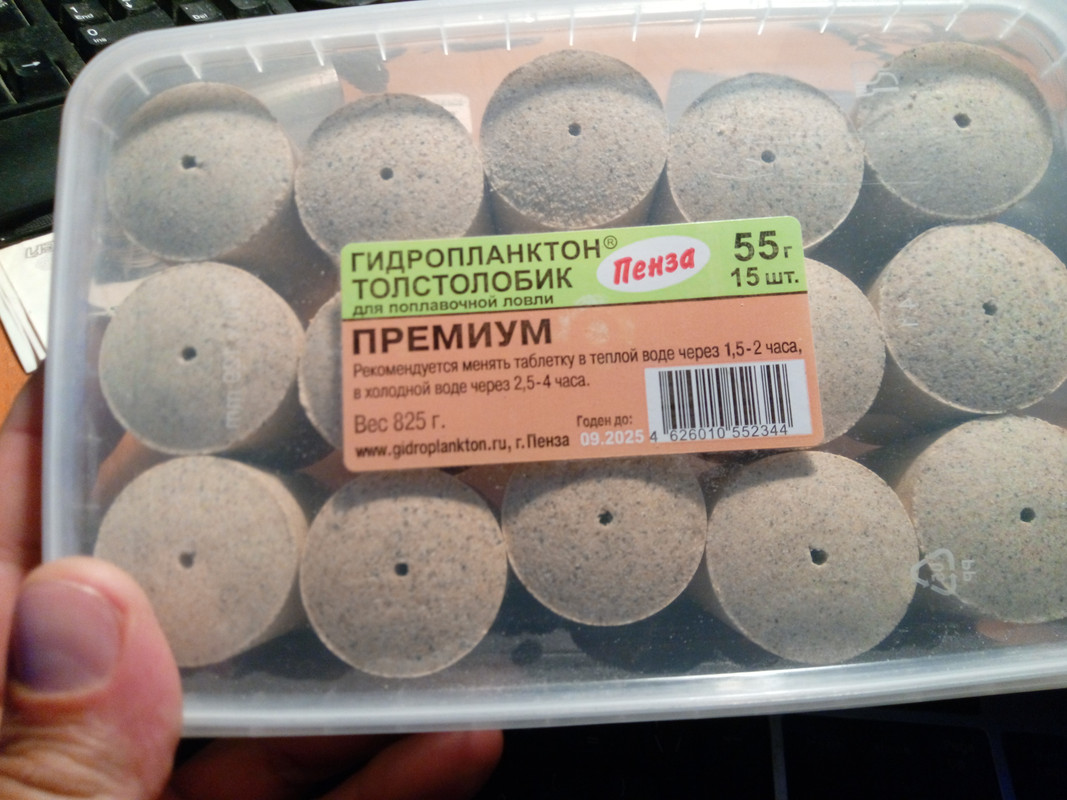 ГИДРОПЛАНКТОН®
ТОЛСТОЛОБИК
для поплавочной ловли
Пенза
55 г
15 шт.
ПРЕМИУМ
Рекомендуется менять таблетку в теплой воде через 1,5-2 часа,
в холодной воде через 2,5-4 часа.
Вес 825 г.
Годен до:
09.2025
www.gidroplankton.ru, г. Пенза
4 626010 552344